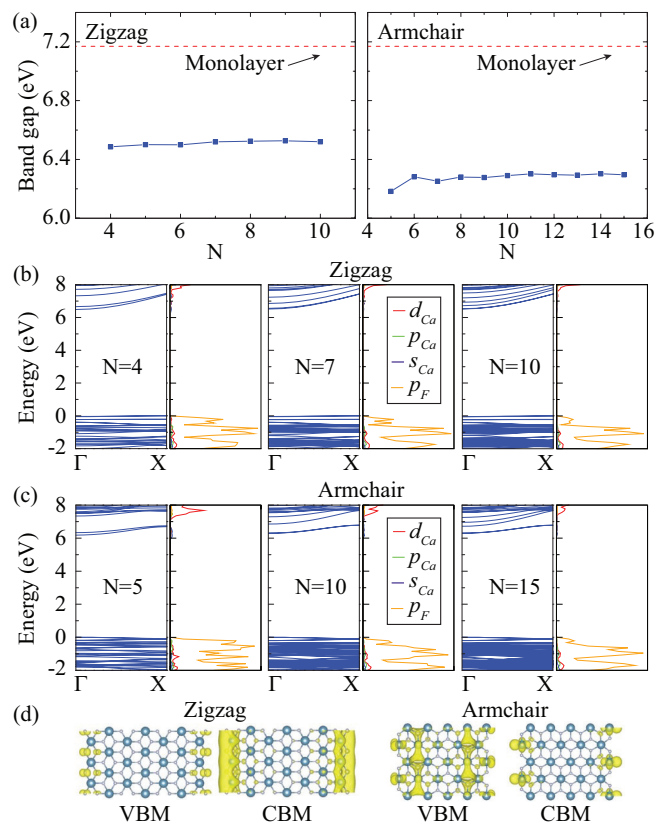 (a)
Zigzag
Armchair
Monolayer
Monolayer
Band gap (eV)
7.2
6.6
6.0
4 6 8 10
4 6 8 10 12 14 16
N
N
(b)
Zigzag
Energy (eV)
8
6
4
2
0
-2
N=4
N=7
N=10
d_Ca
p_Ca
s_Ca
p_F
Γ X Γ X Γ X
(c)
Armchair
Energy (eV)
8
6
4
2
0
-2
N=5
N=10
N=15
d_Ca
p_Ca
s_Ca
p_F
Γ X Γ X Γ X
(d)
Zigzag
Armchair
VBM CBM VBM CBM